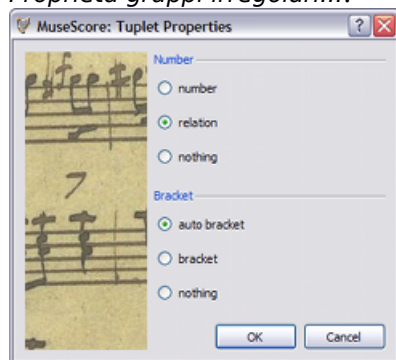 Proprietà gruppi irregolari...
MuseScore: Tuplet Properties
Number
number
relation
nothing
7
Bracket
auto bracket
bracket
nothing
OK
Cancel